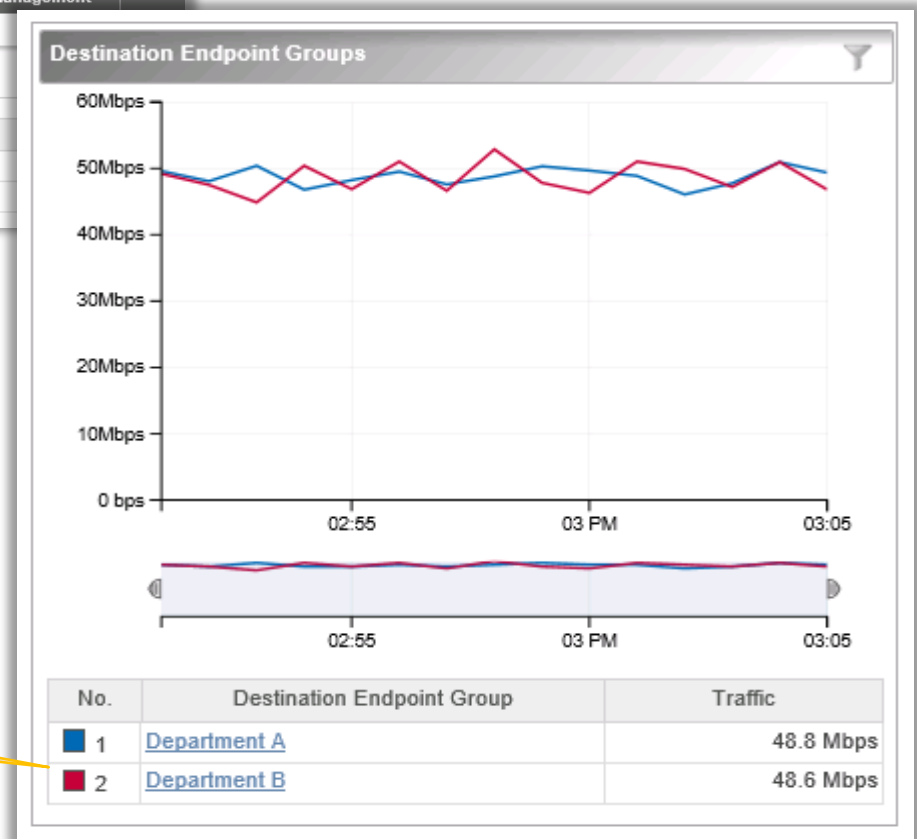 Destination Endpoint Groups
60Mbps
50Mbps
40Mbps
30Mbps
20Mbps
10Mbps
0 bps
02:55 03 PM 03:05
02:55 03 PM 03:05
No. Destination Endpoint Group Traffic
1 Department A 48.8 Mbps
2 Department B 48.6 Mbps